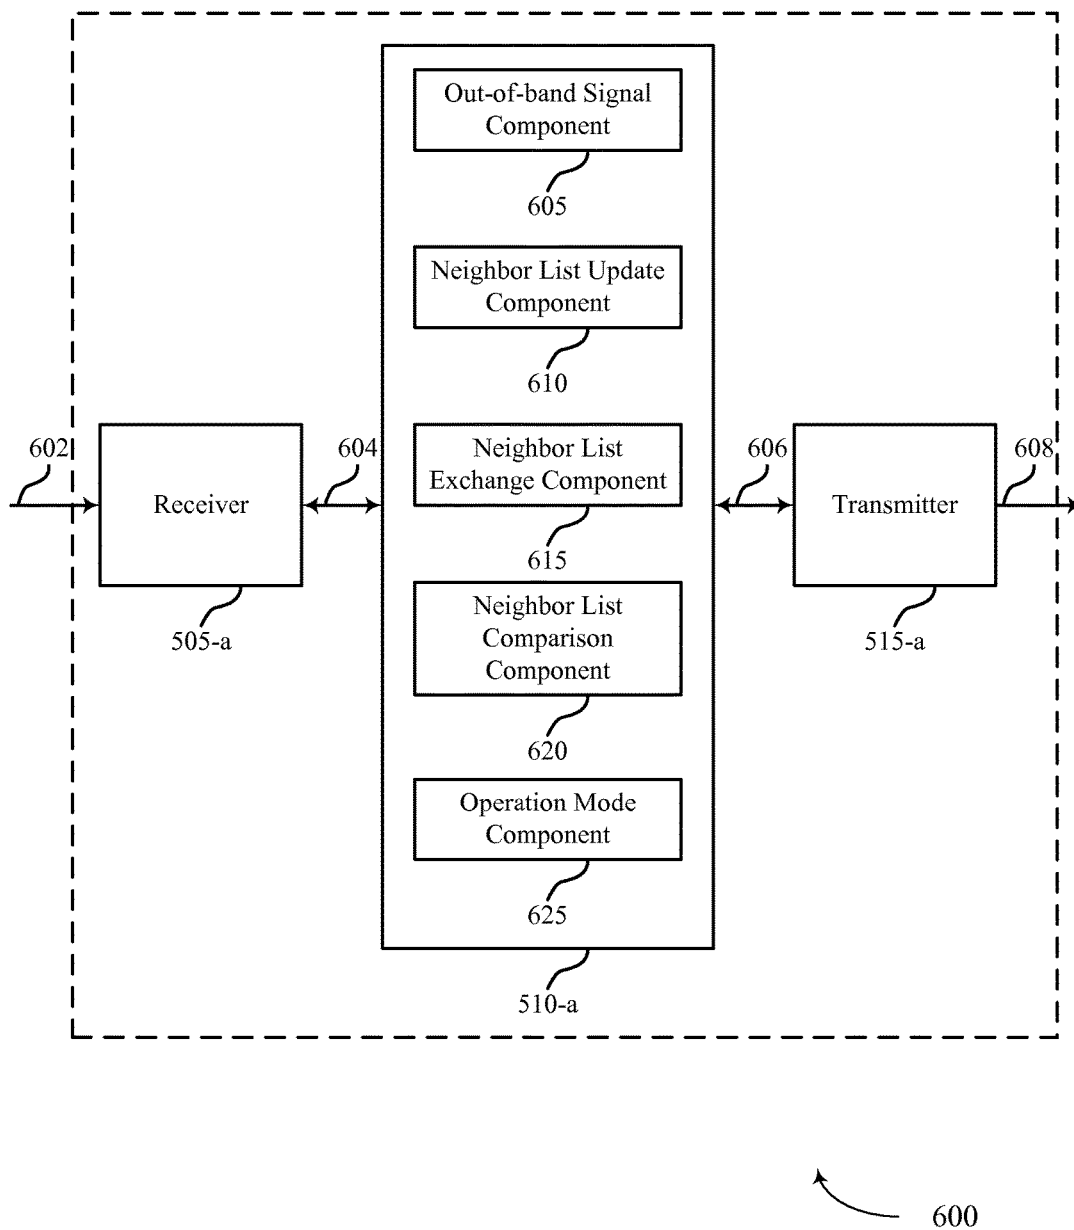 Out-of-band Signal
Component
605
Neighbor List Update
Component
610
602
Receiver
505-a
604
Neighbor List
Exchange Component
615
606
Transmitter
515-a
608
Neighbor List
Comparison
Component
620
Operation Mode
Component
625
510-a
600